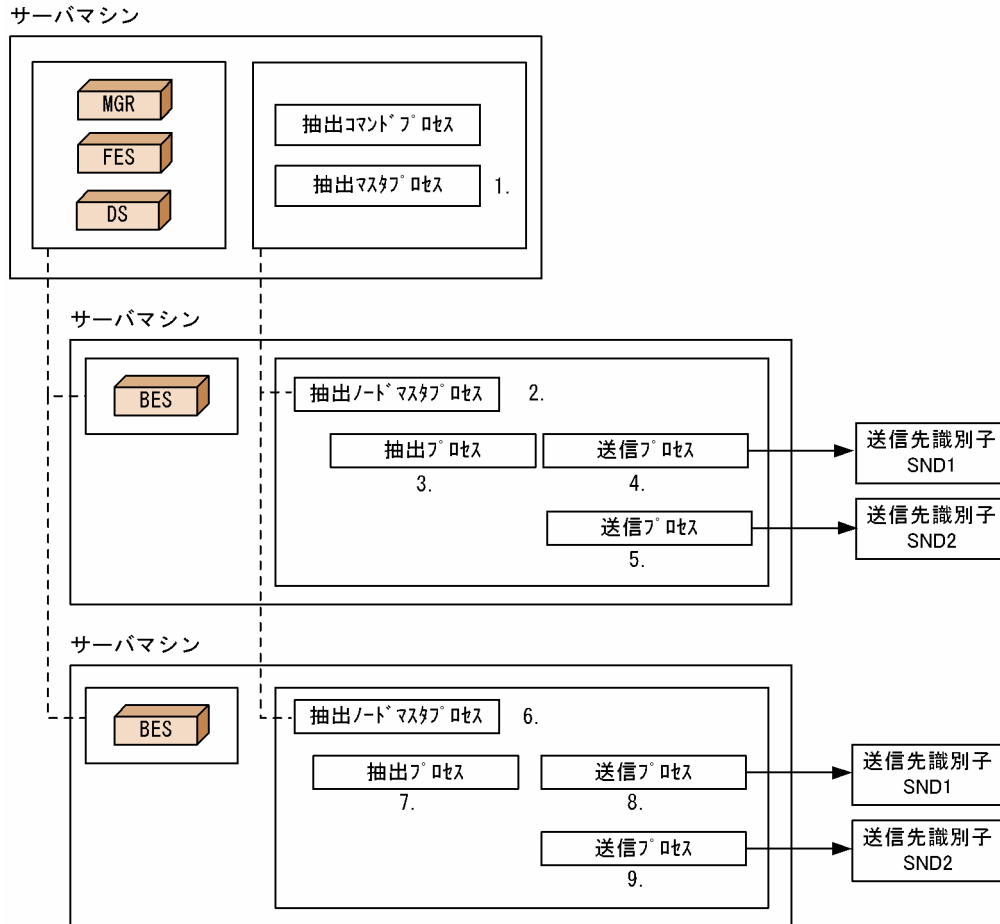 サーバマシン
MGR
FES
DS
抽出ｺﾏﾝﾄﾞﾌﾟﾛｾｽ
抽出ﾏｽﾀﾌﾟﾛｾｽ 1.
サーバマシン
BES
抽出ﾉｰﾄﾞﾏｽﾀﾌﾟﾛｾｽ 2.
抽出ﾌﾟﾛｾｽ
3.
送信ﾌﾟﾛｾｽ
4.
送信先識別子
SND1
送信ﾌﾟﾛｾｽ
5.
送信先識別子
SND2
サーバマシン
BES
抽出ﾉｰﾄﾞﾏｽﾀﾌﾟﾛｾｽ 6.
抽出ﾌﾟﾛｾｽ
7.
送信ﾌﾟﾛｾｽ
8.
送信先識別子
SND1
送信ﾌﾟﾛｾｽ
9.
送信先識別子
SND2